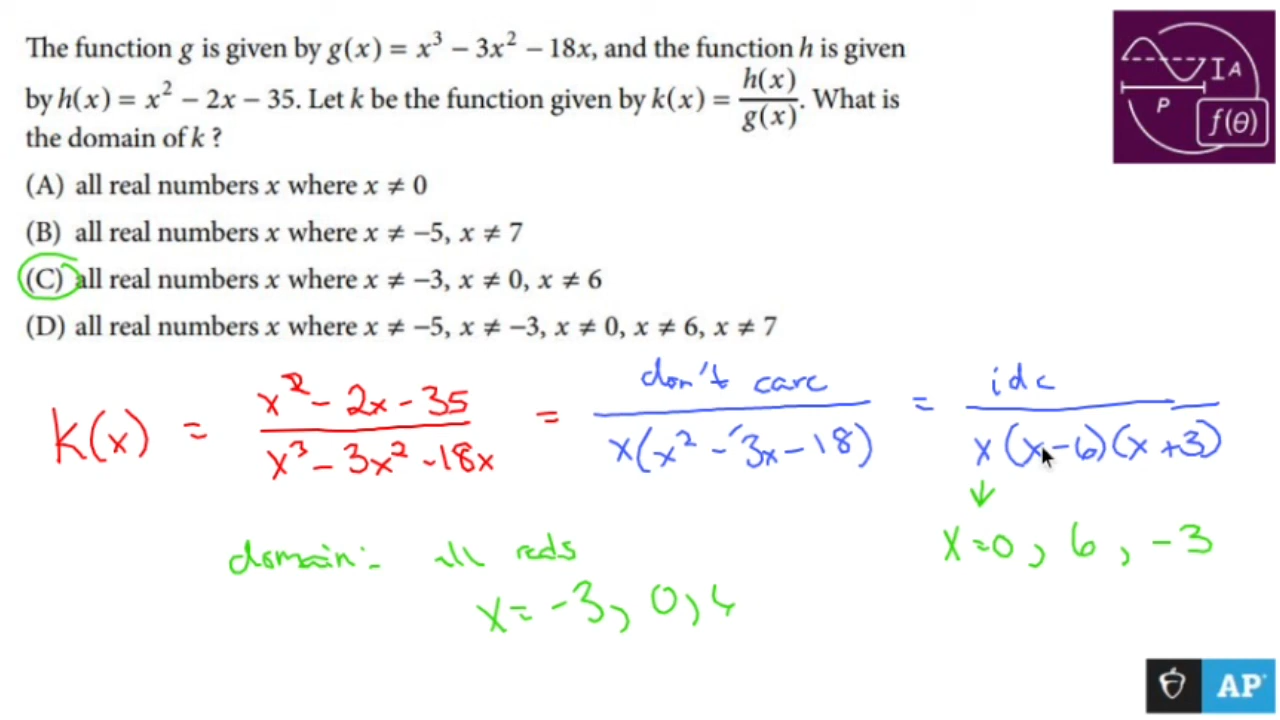 The function g is given by g(x) = x³ − 3x² − 18x, and the function h is given
by h(x) = x² − 2x − 35. Let k be the function given by k(x) = h(x)/g(x). What is
the domain of k ?
(A) all real numbers x where x ≠ 0
(B) all real numbers x where x ≠ −5, x ≠ 7
(C) all real numbers x where x ≠ −3, x ≠ 0, x ≠ 6
(D) all real numbers x where x ≠ −5, x ≠ −3, x ≠ 0, x ≠ 6, x ≠ 7
I A
P
f(θ)
k(x) = x² - 2x - 35 / x³ - 3x² - 18x = don't care / x(x² - 3x - 18) = idc / x(x-6)(x+3)
x=0, 6, -3
domain: all reals
x= -3, 0,
AP